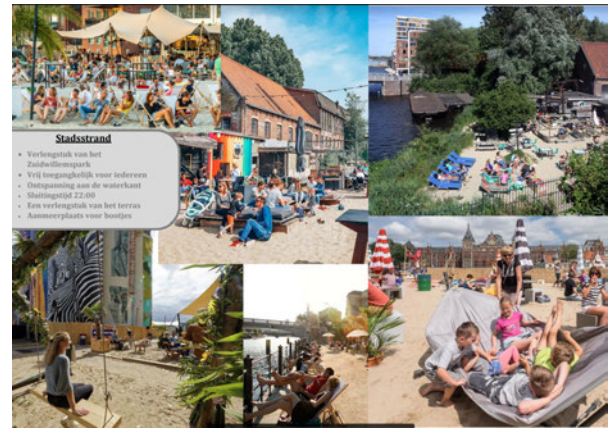 Stadsstrand
Verlengstuk van het
Zuidwillemspark
Vrij toegankelijk voor iedereen
Ontspanning aan de waterkant
Sluitingstijd 22:00
Een verlengstuk van het terras
Aanmeerplaats voor bootjes